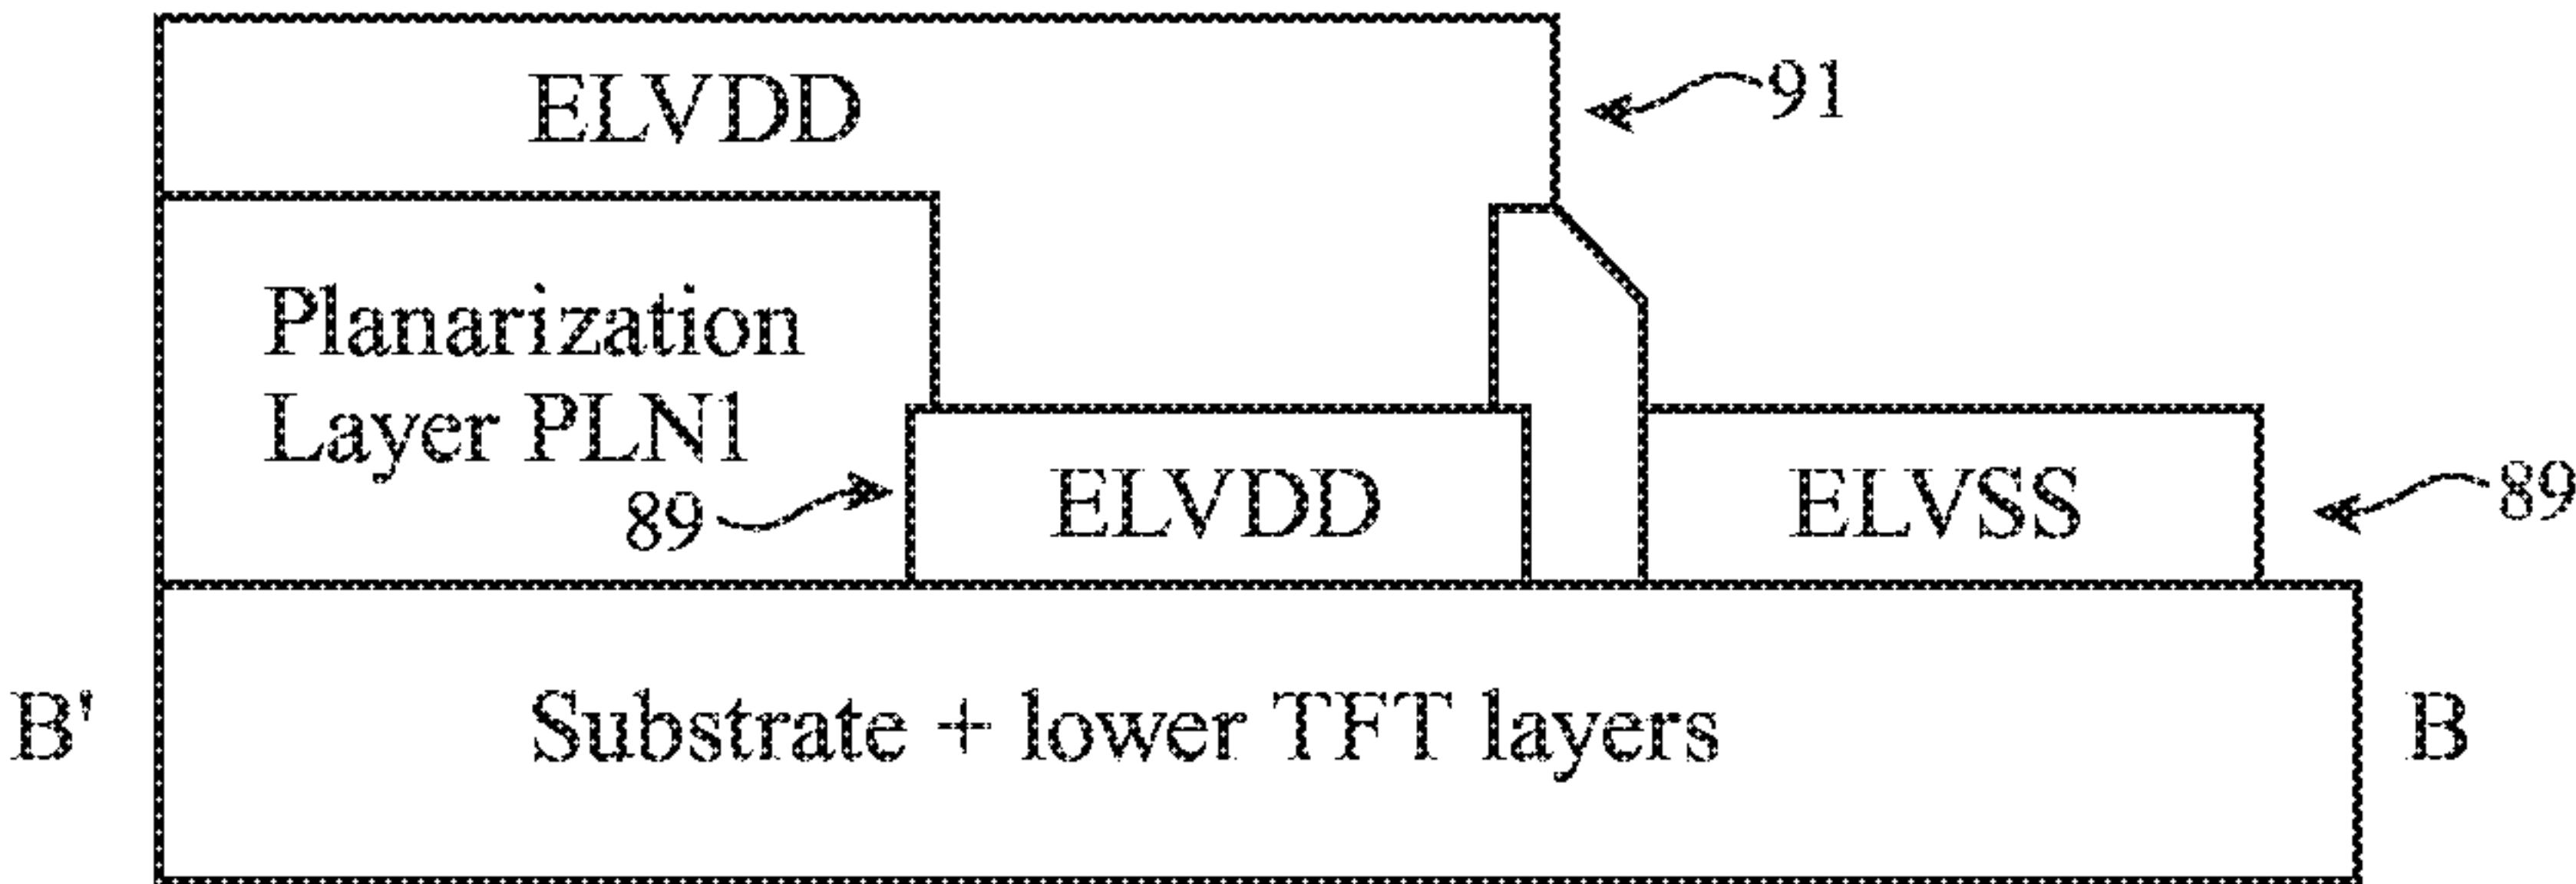 ELVDD
91
Planarization
Layer PLN1
89
ELVDD
ELVSS
89
B'
Substrate + lower TFT layers
B